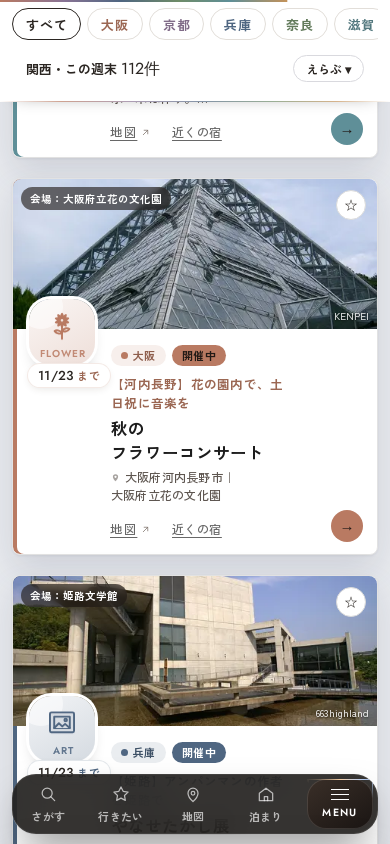 すべて 大阪 京都 兵庫 奈良 滋賀
関西・この週末 112件 えらぶ ▾
地図 ↗ 近くの宿 →
会場：大阪府立花の文化園 ☆
KENPEI
FLOWER
11/23 まで
大阪 開催中
【河内長野】花の園内で、土
日祝に音楽を
秋の
フラワーコンサート
大阪府河内長野市｜
大阪府立花の文化園
地図 ↗ 近くの宿 →
会場：姫路文学館 ☆
663highland
ART
兵庫 開催中
11/23 まで
やなせたかし展
さがす 行きたい 地図 泊まり MENU